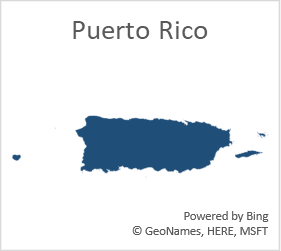 Puerto Rico
Powered by Bing
© GeoNames, HERE, MSFT